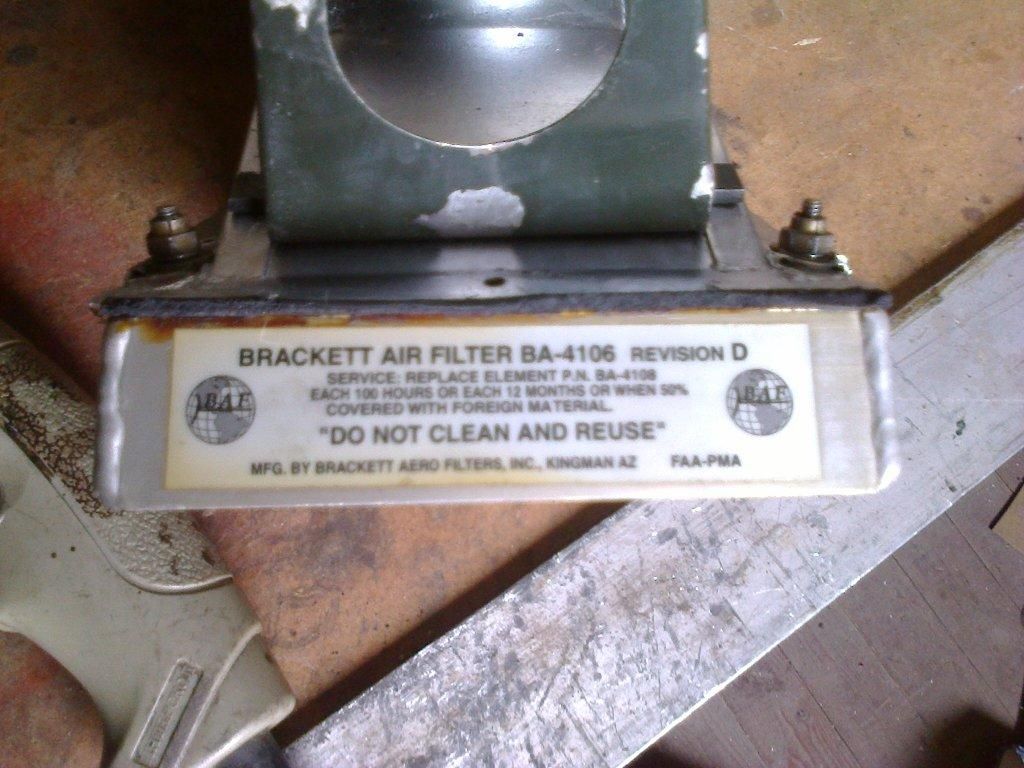 BRACKETT AIR FILTER BA-4106 REVISION D
SERVICE: REPLACE ELEMENT P.N. BA-4108
EACH 100 HOURS OR EACH 12 MONTHS OR WHEN 50%
COVERED WITH FOREIGN MATERIAL.
BAF
BAF
"DO NOT CLEAN AND REUSE"
MFG. BY BRACKETT AERO FILTERS, INC., KINGMAN AZ FAA-PMA